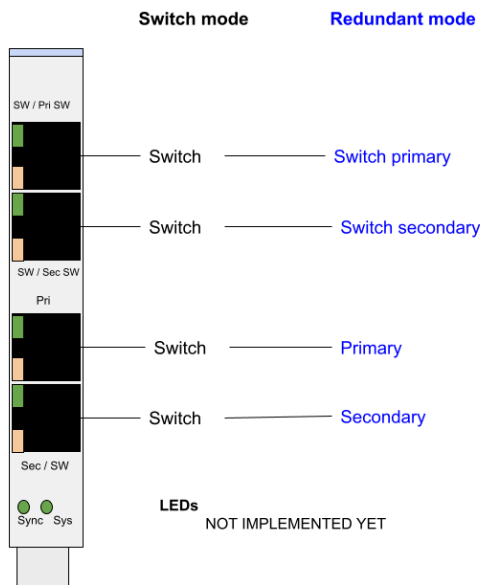 Switch mode Redundant mode
SW / Pri SW
Switch Switch primary
Switch Switch secondary
SW / Sec SW
Pri
Switch Primary
Switch Secondary
Sec / SW
LEDs
Sync Sys
NOT IMPLEMENTED YET